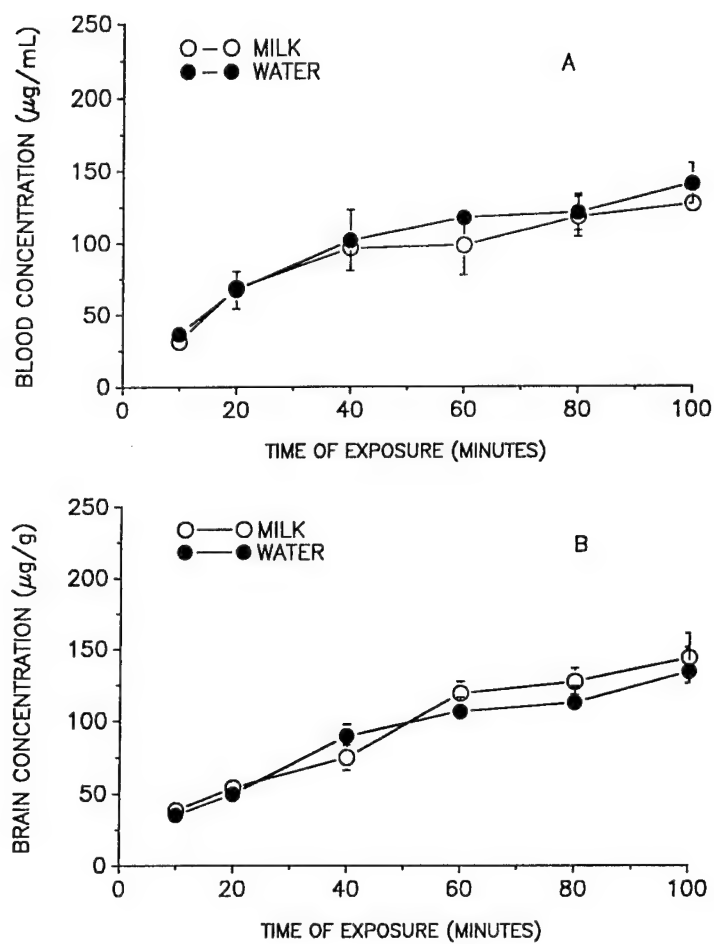 250
200
150
100
50
0
BLOOD CONCENTRATION (μg/mL)
MILK
WATER
A
0 20 40 60 80 100
TIME OF EXPOSURE (MINUTES)
250
200
150
100
50
0
BRAIN CONCENTRATION (μg/g)
MILK
WATER
B
0 20 40 60 80 100
TIME OF EXPOSURE (MINUTES)